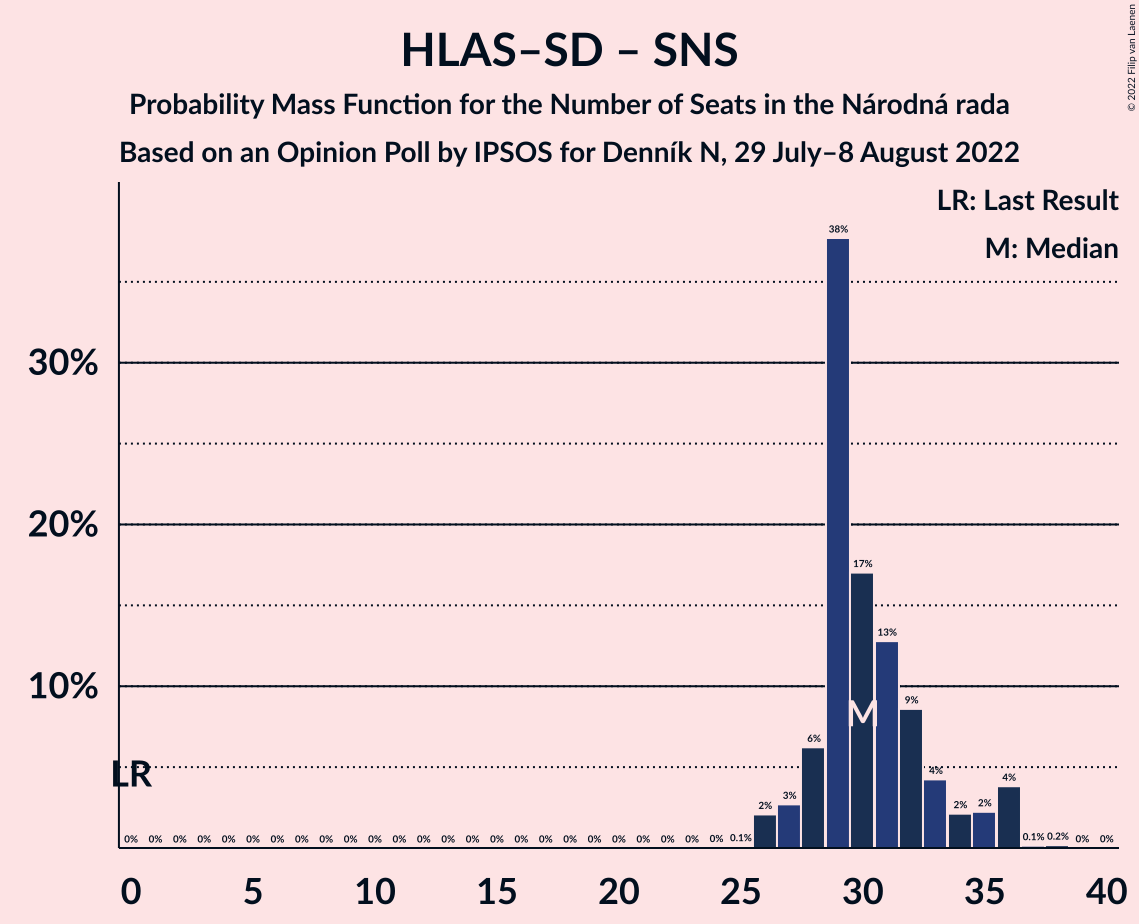 HLAS–SD – SNS
Probability Mass Function for the Number of Seats in the Národná rada
Based on an Opinion Poll by IPSOS for Denník N, 29 July–8 August 2022
© 2022 Filip van Laenen
LR: Last Result
M: Median
38%
30%
20%
17%
13%
10%
9%
M
6%
LR
4%
4%
3%
2%
2%
2%
0% 0% 0% 0% 0% 0% 0% 0% 0% 0% 0% 0% 0% 0% 0% 0% 0% 0% 0% 0% 0% 0% 0% 0% 0% 0.1% 0.1% 0.2% 0% 0%
0 5 10 15 20 25 30 35 40